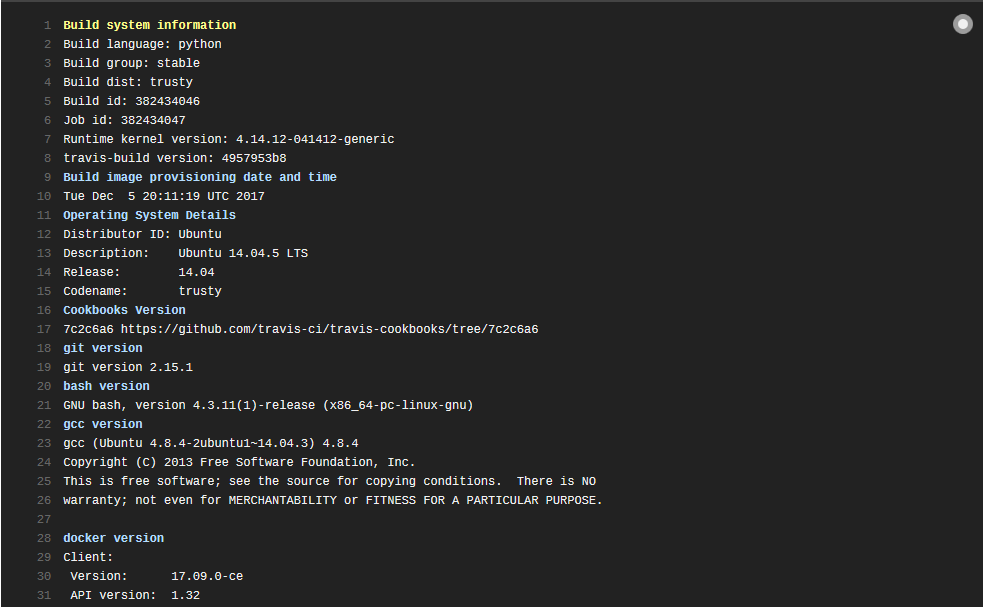 1 Build system information
2 Build language: python
3 Build group: stable
4 Build dist: trusty
5 Build id: 382434046
6 Job id: 382434047
7 Runtime kernel version: 4.14.12-041412-generic
8 travis-build version: 4957953b8
9 Build image provisioning date and time
10 Tue Dec  5 20:11:19 UTC 2017
11 Operating System Details
12 Distributor ID: Ubuntu
13 Description:    Ubuntu 14.04.5 LTS
14 Release:        14.04
15 Codename:       trusty
16 Cookbooks Version
17 7c2c6a6 https://github.com/travis-ci/travis-cookbooks/tree/7c2c6a6
18 git version
19 git version 2.15.1
20 bash version
21 GNU bash, version 4.3.11(1)-release (x86_64-pc-linux-gnu)
22 gcc version
23 gcc (Ubuntu 4.8.4-2ubuntu1~14.04.3) 4.8.4
24 Copyright (C) 2013 Free Software Foundation, Inc.
25 This is free software; see the source for copying conditions.  There is NO
26 warranty; not even for MERCHANTABILITY or FITNESS FOR A PARTICULAR PURPOSE.
27
28 docker version
29 Client:
30  Version:      17.09.0-ce
31  API version:  1.32